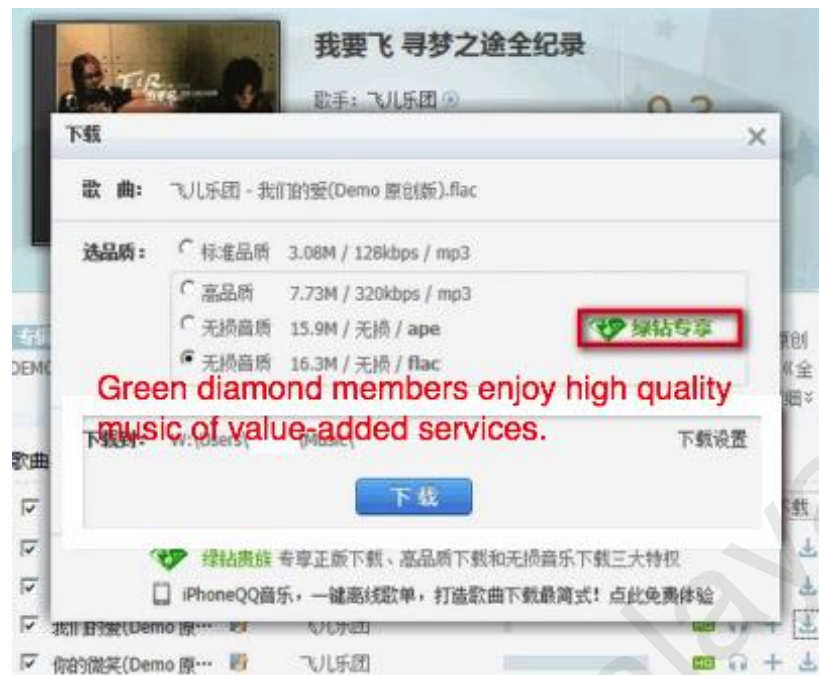 我要飞 寻梦之途全纪录
歌手: 飞儿乐团
下载
歌 曲: 飞儿乐团 - 我们的爱(Demo 原创版).flac
选品质: 标准品质 3.08M / 128kbps / mp3
高品质 7.73M / 320kbps / mp3
无损音质 15.9M / 无损 / ape
绿钻专享
无损音质 16.3M / 无损 / flac
Green diamond members enjoy high quality
music of value-added services.
下载到: W:\Users\ \Music\ 下载设置
下载
绿钻贵族 专享正版下载、高品质下载和无损音乐下载三大特权
iPhoneQQ音乐,一键离线歌单,打造歌曲下载最简式!点此免费体验
我们的爱(Demo 原… 飞儿乐团 HQ
你的微笑(Demo 原… 飞儿乐团 HQ